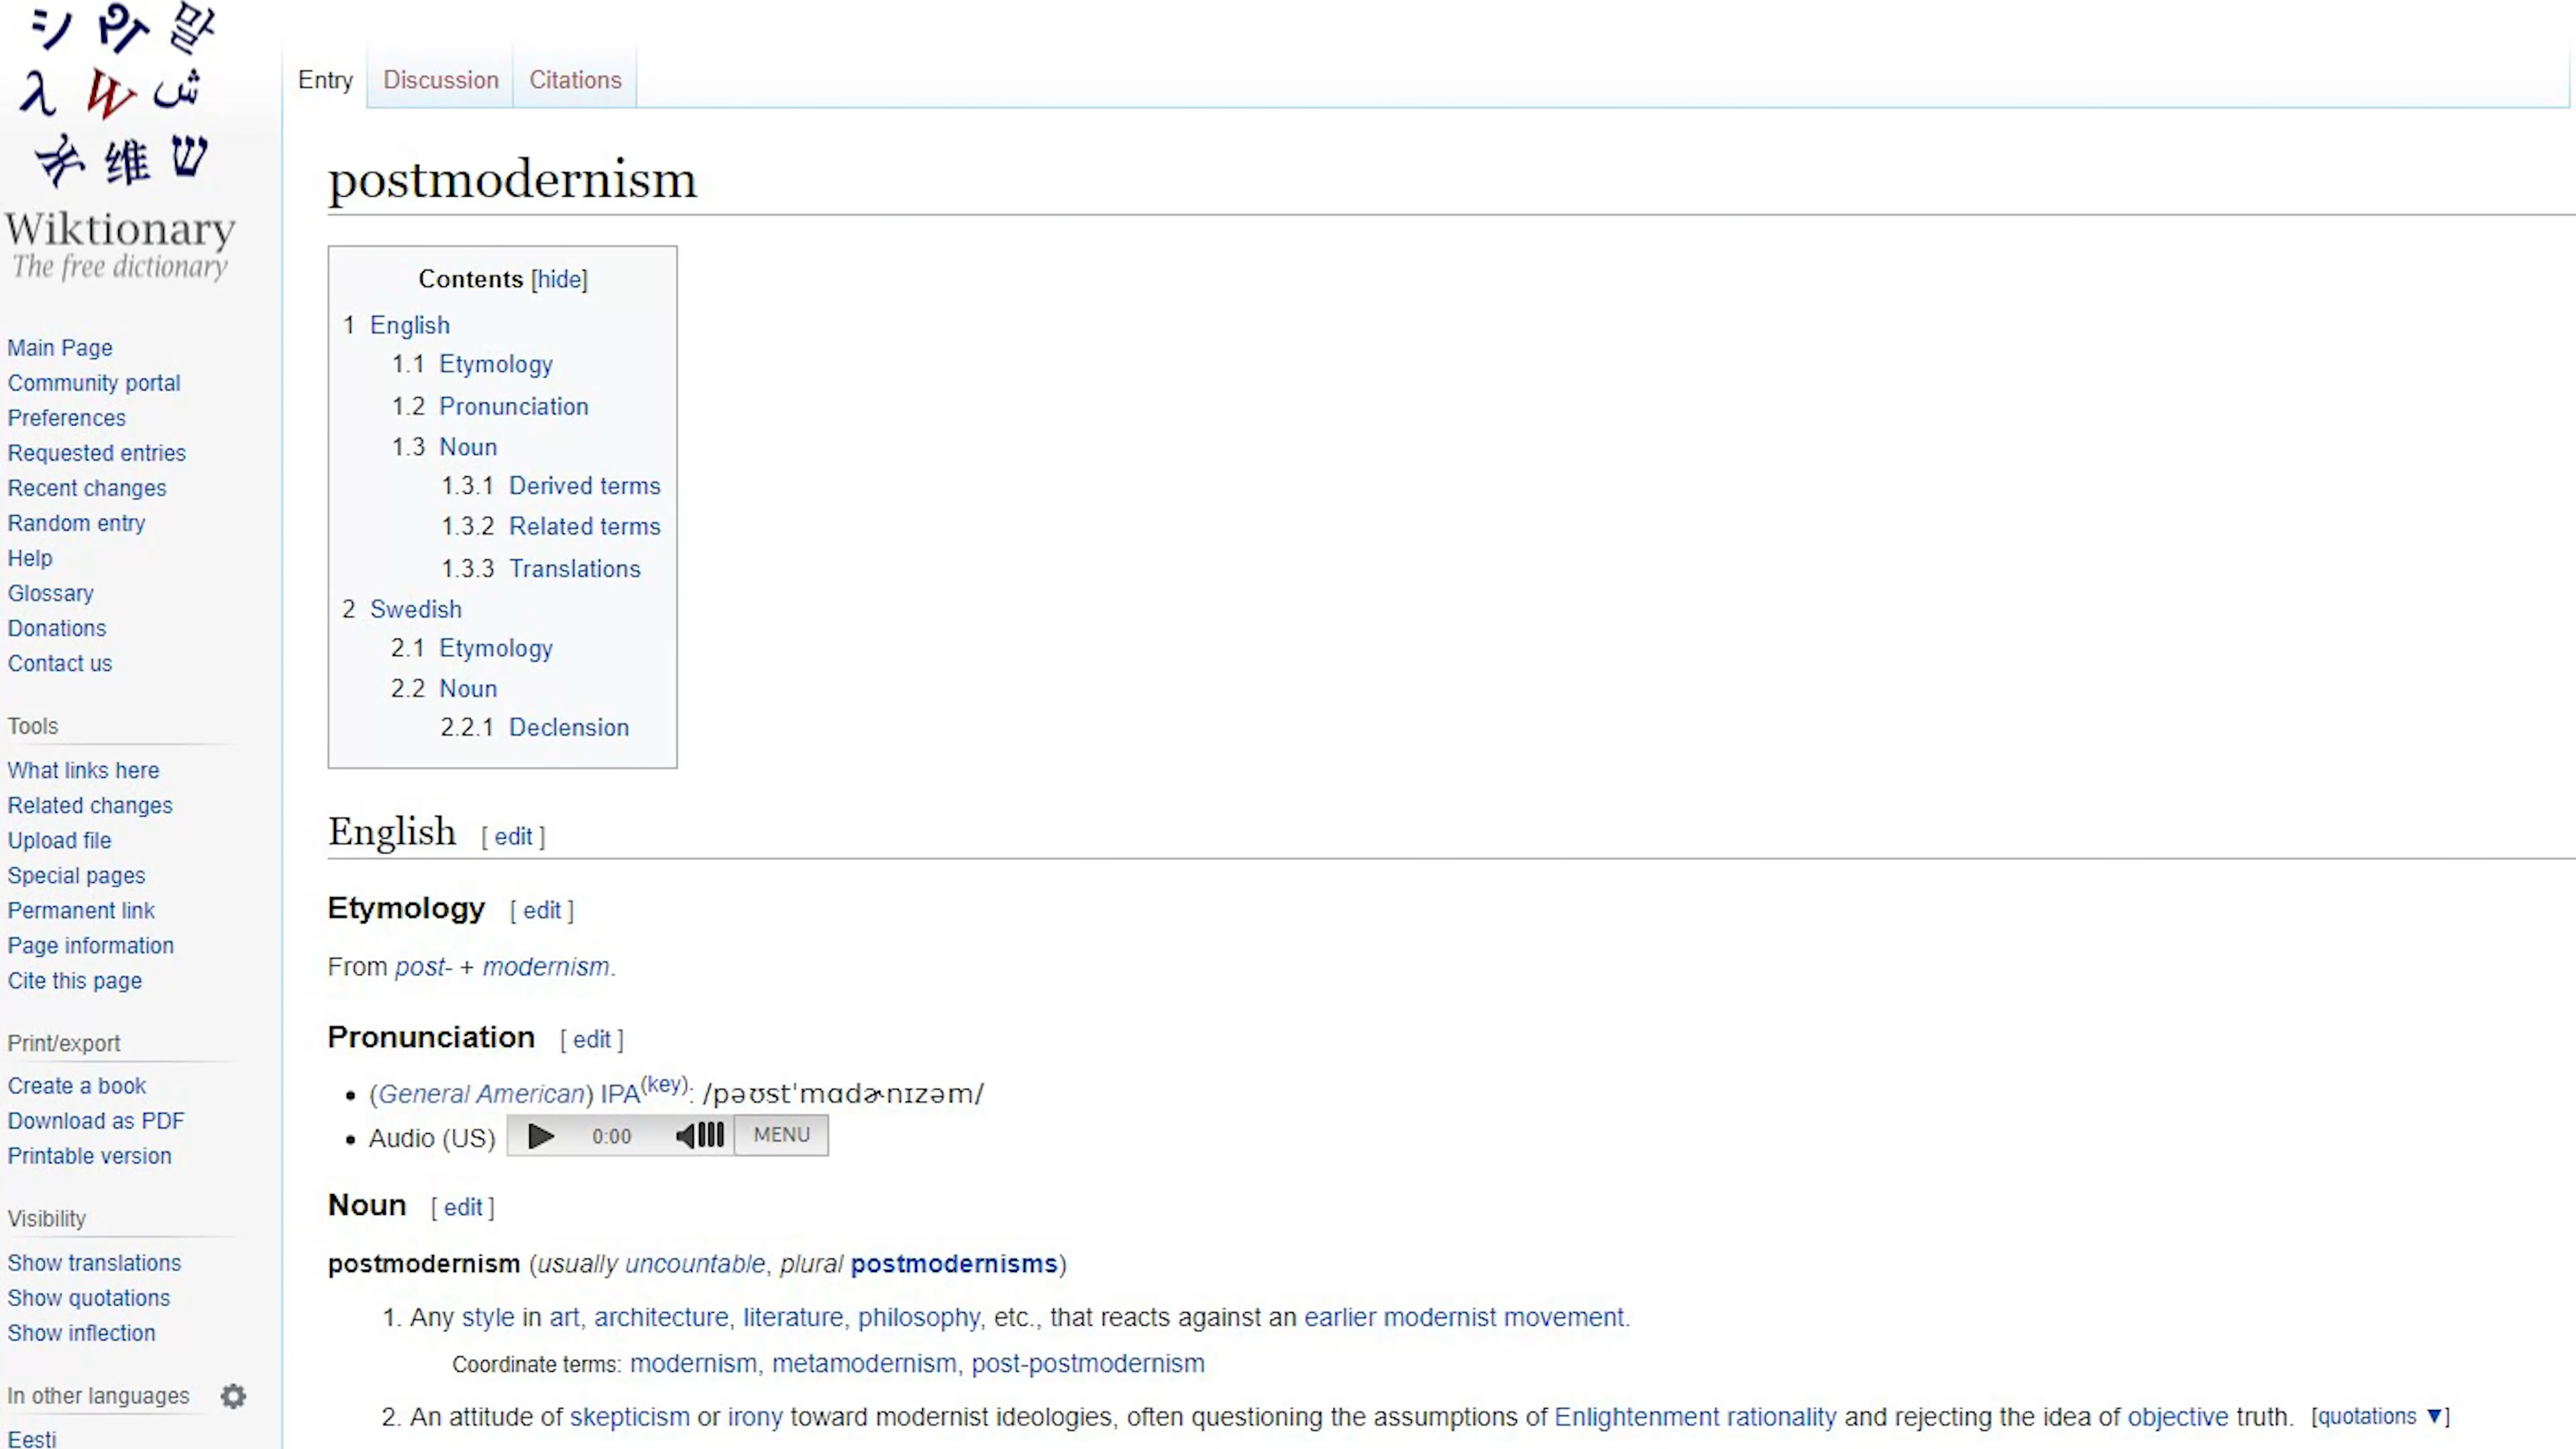 シ 말
λ W ش
维 ש
Wiktionary
The free dictionary
Main Page
Community portal
Preferences
Requested entries
Recent changes
Random entry
Help
Glossary
Donations
Contact us
Tools
What links here
Related changes
Upload file
Special pages
Permanent link
Page information
Cite this page
Print/export
Create a book
Download as PDF
Printable version
Visibility
Show translations
Show quotations
Show inflection
In other languages
Eesti
Entry Discussion Citations
postmodernism
Contents [hide]
1 English
1.1 Etymology
1.2 Pronunciation
1.3 Noun
1.3.1 Derived terms
1.3.2 Related terms
1.3.3 Translations
2 Swedish
2.1 Etymology
2.2 Noun
2.2.1 Declension
English [ edit ]
Etymology [ edit ]
From post- + modernism.
Pronunciation [ edit ]
• (General American) IPA(key): /pəʊstˈmɑdɚnɪzəm/
• Audio (US) 0:00 MENU
Noun [ edit ]
postmodernism (usually uncountable, plural postmodernisms)
1. Any style in art, architecture, literature, philosophy, etc., that reacts against an earlier modernist movement.
Coordinate terms: modernism, metamodernism, post-postmodernism
2. An attitude of skepticism or irony toward modernist ideologies, often questioning the assumptions of Enlightenment rationality and rejecting the idea of objective truth. [quotations ▼]